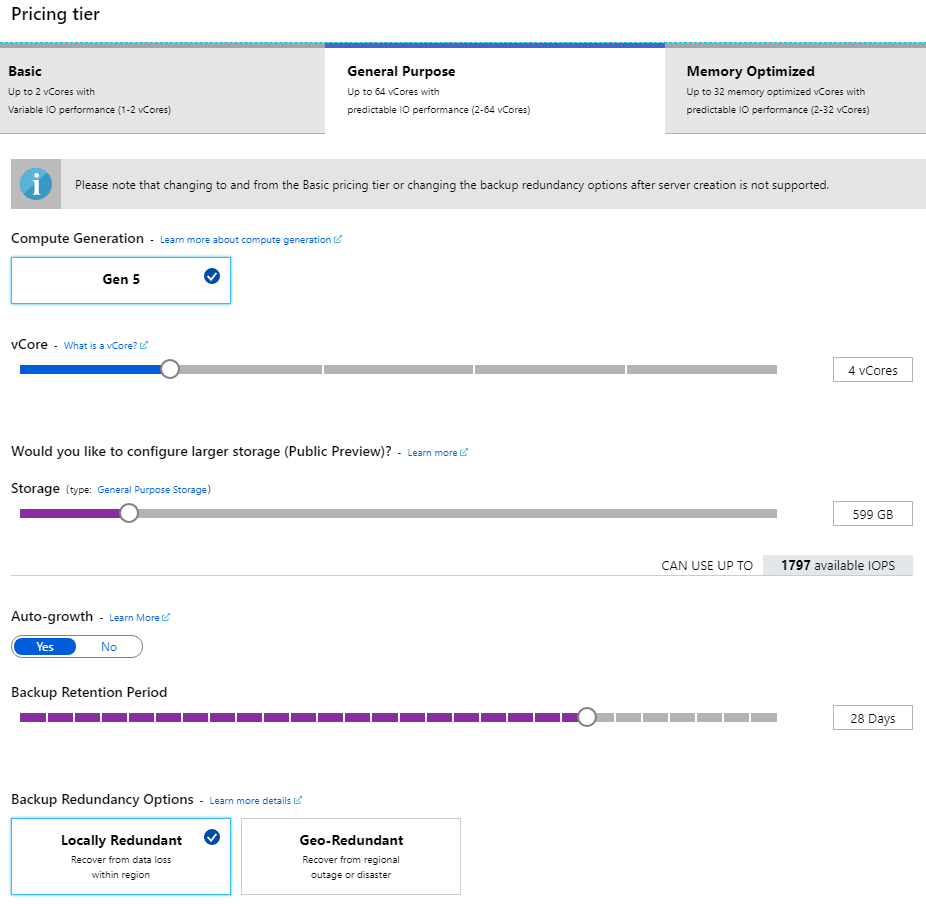 Pricing tier
Basic
Up to 2 vCores with
Variable IO performance (1-2 vCores)
General Purpose
Up to 64 vCores with
predictable IO performance (2-64 vCores)
Memory Optimized
Up to 32 memory optimized vCores with
predictable IO performance (2-32 vCores)
Please note that changing to and from the Basic pricing tier or changing the backup redundancy options after server creation is not supported.
Compute Generation - Learn more about compute generation
Gen 5
vCore - What is a vCore?
4 vCores
Would you like to configure larger storage (Public Preview)? - Learn more
Storage (type: General Purpose Storage)
599 GB
CAN USE UP TO 1797 available IOPS
Auto-growth - Learn More
Yes No
Backup Retention Period
28 Days
Backup Redundancy Options - Learn more details
Locally Redundant
Recover from data loss
within region
Geo-Redundant
Recover from regional
outage or disaster